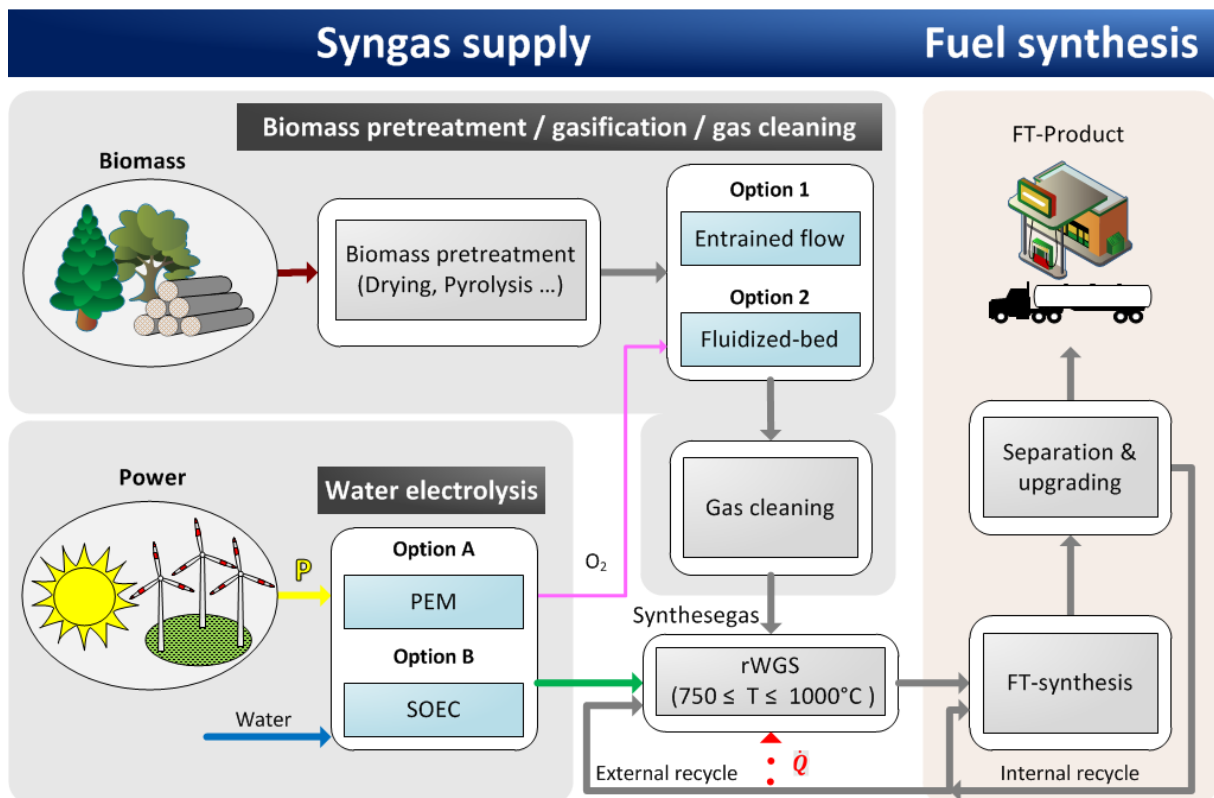 Syngas supply
Fuel synthesis
Biomass pretreatment / gasification / gas cleaning
Biomass
Biomass pretreatment
(Drying, Pyrolysis ...)
Option 1
Entrained flow
Option 2
Fluidized-bed
Gas cleaning
Power
Water electrolysis
P
Option A
PEM
Option B
SOEC
Water
O₂
Synthesegas
rWGS
(750 ≤ T ≤ 1000°C )
Q̇
External recycle
FT-Product
Separation &
upgrading
FT-synthesis
Internal recycle